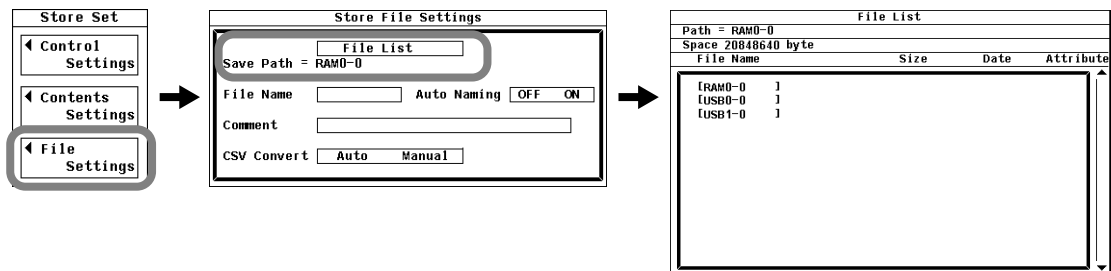 Store Set
Control
Settings
Contents
Settings
File
Settings
Store File Settings
File List
Save Path = RAM0-0
File Name Auto Naming OFF ON
Comment
CSV Convert Auto Manual
File List
Path = RAM0-0
Space 20848640 byte
File Name Size Date Attribute
[RAM0-0 ]
[USB0-0 ]
[USB1-0 ]